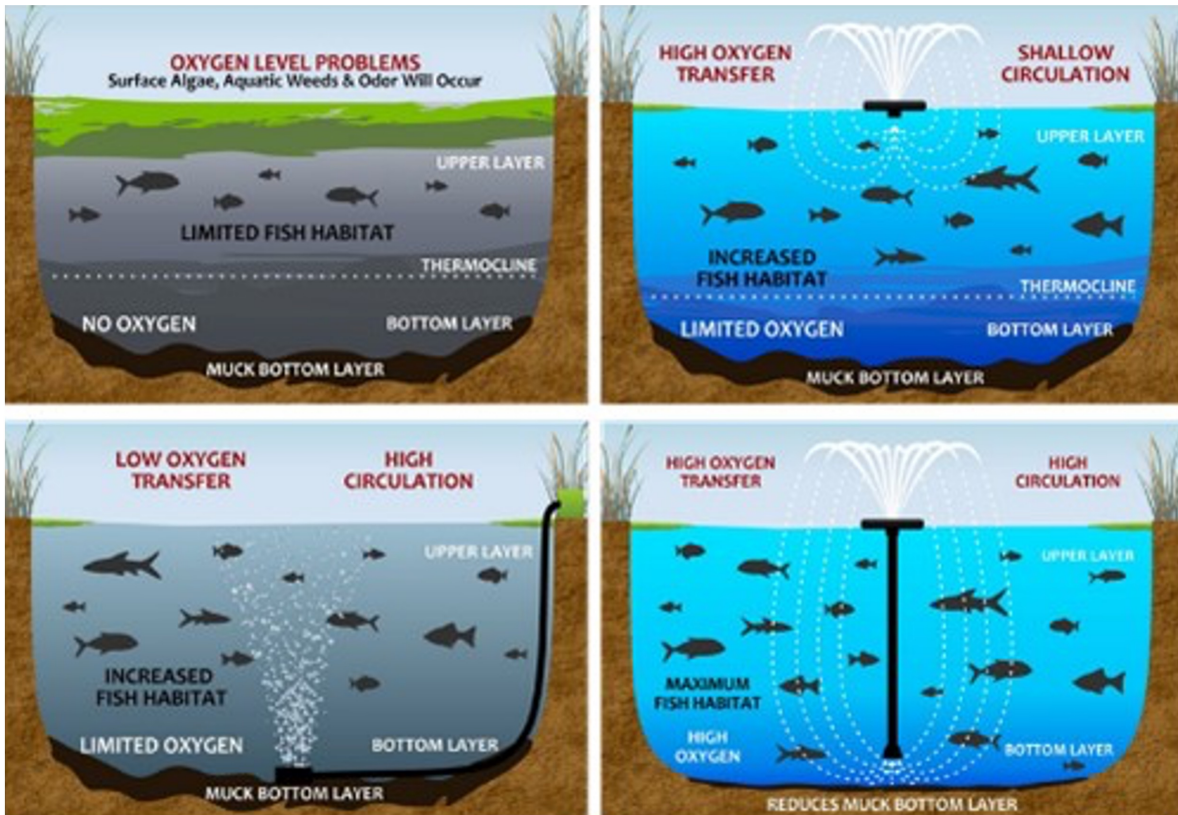 OXYGEN LEVEL PROBLEMS
Surface Algae, Aquatic Weeds & Odor Will Occur
UPPER LAYER
LIMITED FISH HABITAT
THERMOCLINE
NO OXYGEN
BOTTOM LAYER
MUCK BOTTOM LAYER
HIGH OXYGEN
TRANSFER
SHALLOW
CIRCULATION
UPPER LAYER
INCREASED
FISH HABITAT
THERMOCLINE
LIMITED OXYGEN
BOTTOM LAYER
MUCK BOTTOM LAYER
LOW OXYGEN
TRANSFER
HIGH
CIRCULATION
UPPER LAYER
INCREASED
FISH HABITAT
LIMITED OXYGEN
BOTTOM LAYER
MUCK BOTTOM LAYER
HIGH OXYGEN
TRANSFER
HIGH
CIRCULATION
UPPER LAYER
MAXIMUM
FISH HABITAT
HIGH
OXYGEN
BOTTOM LAYER
REDUCES MUCK BOTTOM LAYER